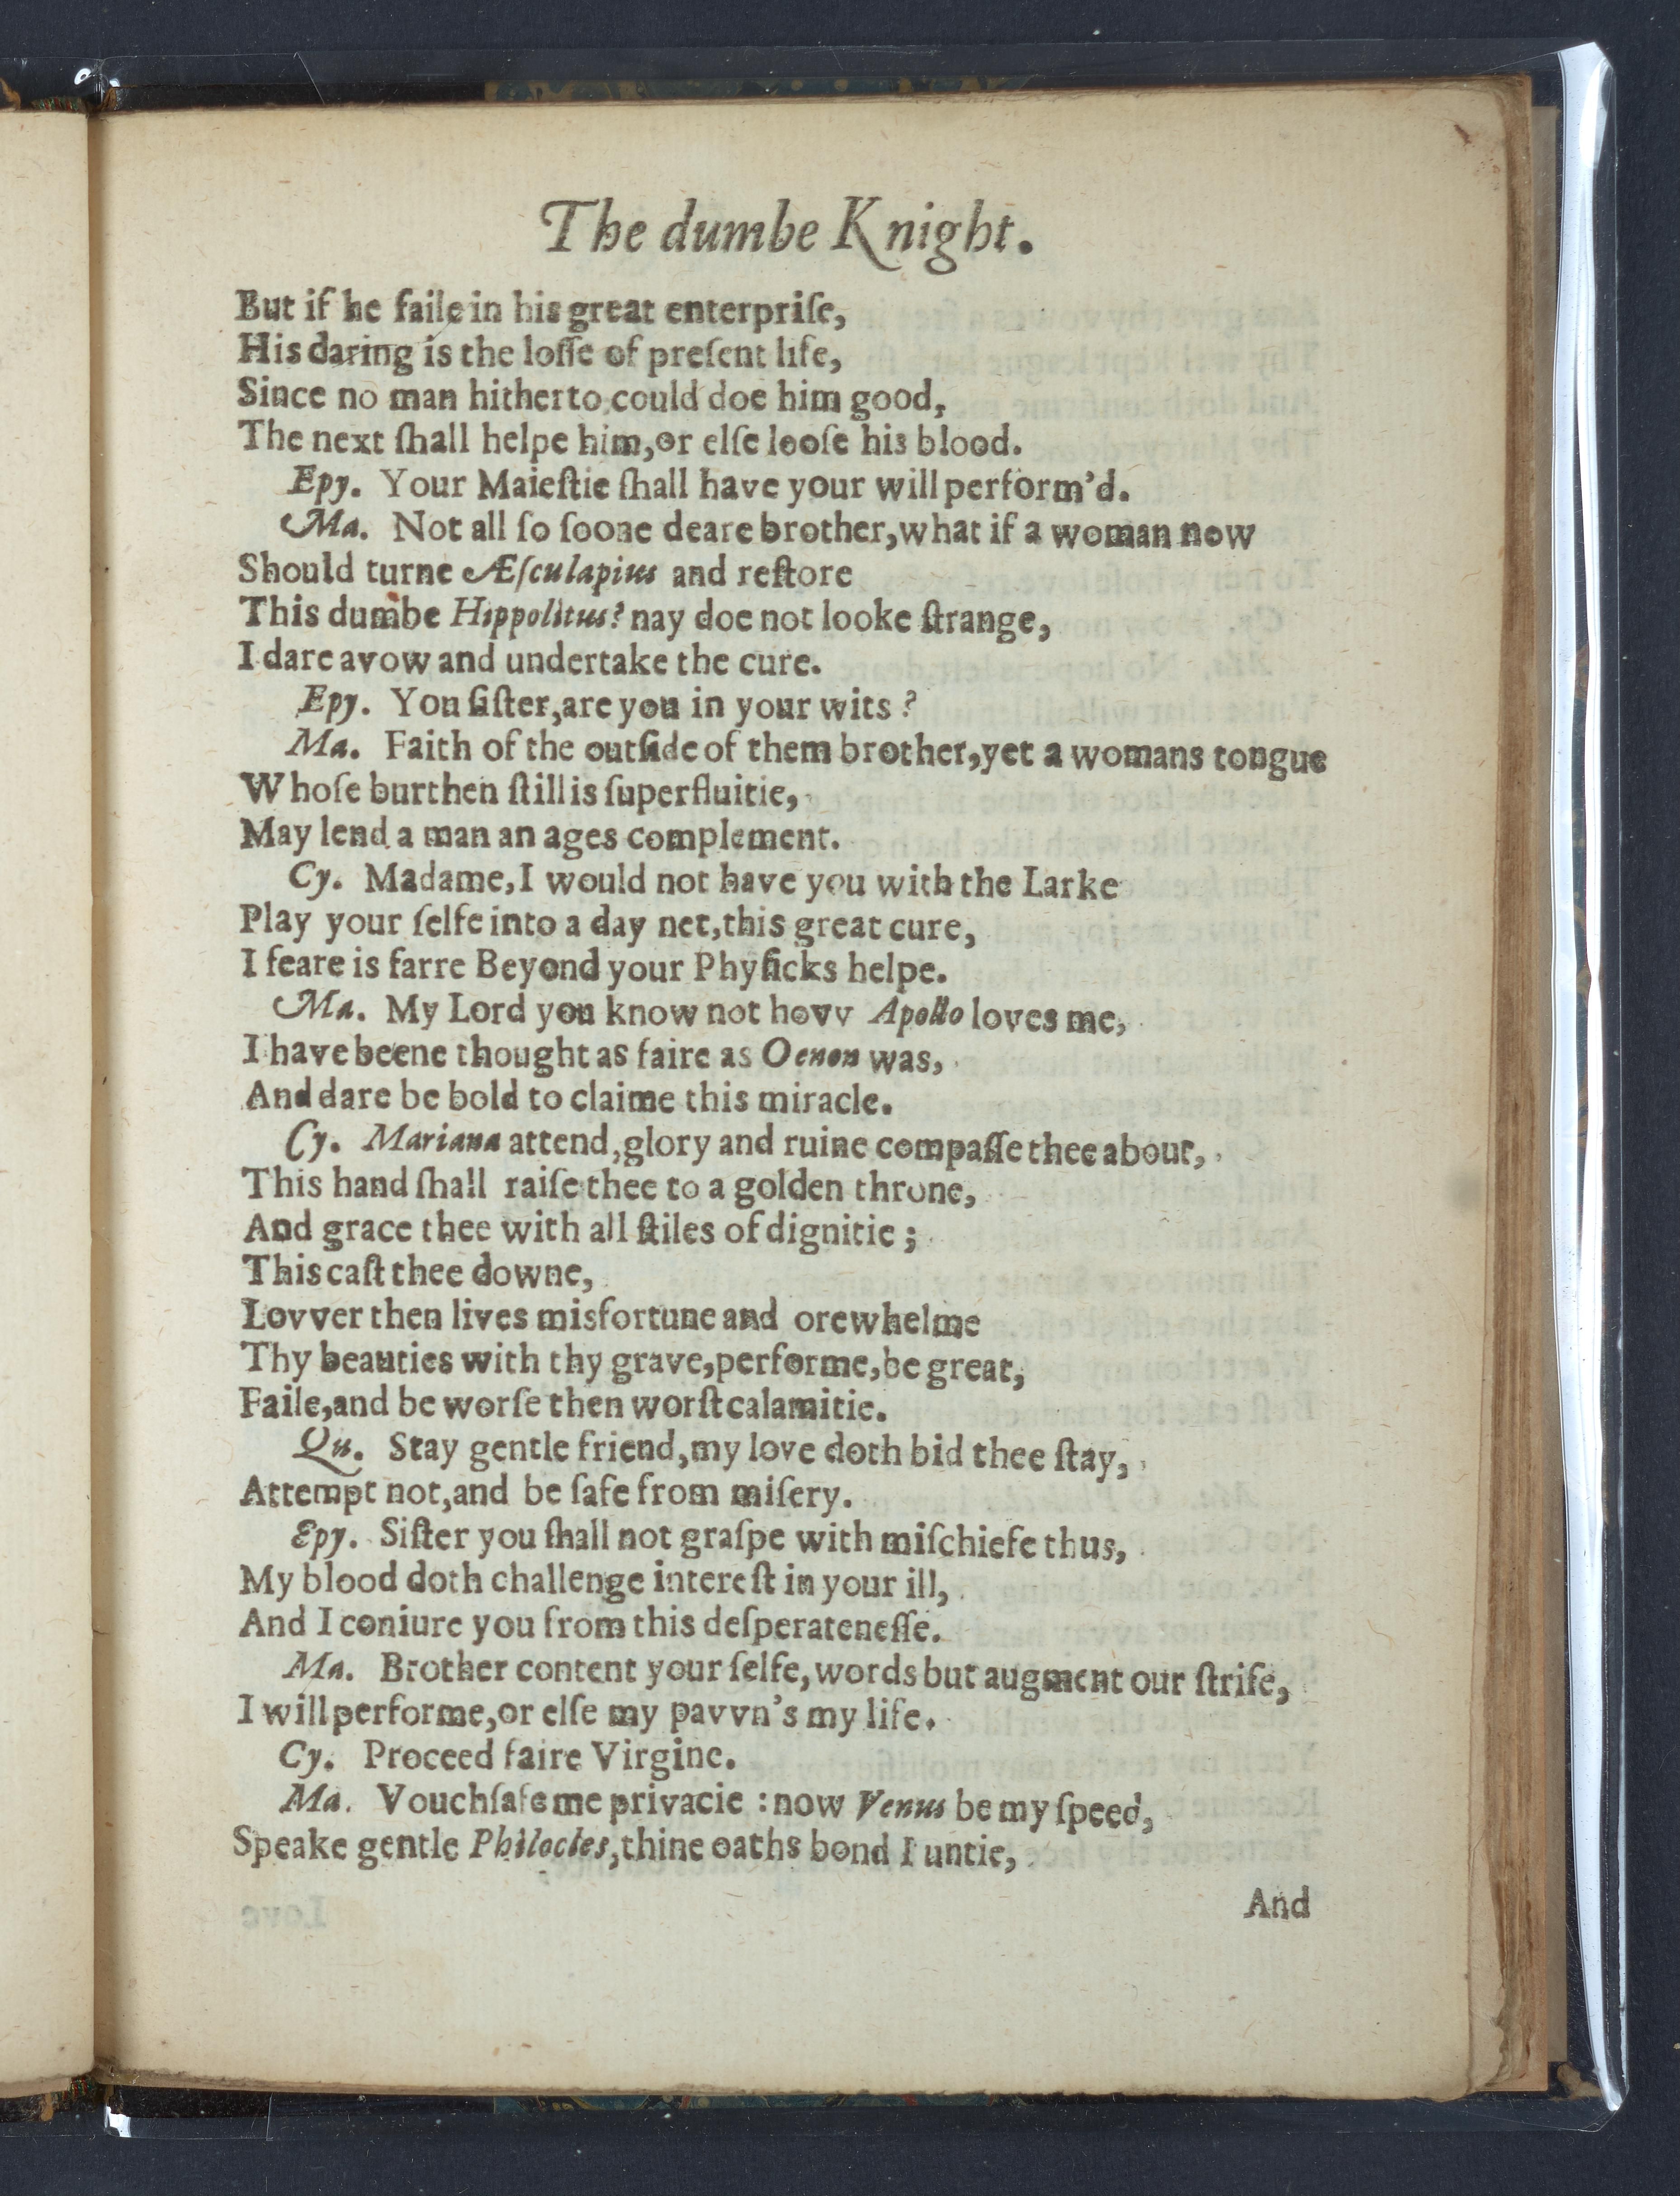 The dumbe Knight.
But if he faile in his great enterpriſe,
His daring is the loſſe of preſent life,
Since no man hitherto could doe him good,
The next ſhall helpe him, or elſe looſe his blood.
Epy. Your Maieſtie ſhall have your will perform'd.
Ma. Not all ſo ſoone deare brother, what if a woman now
Should turne Æſculapius and reſtore
This dumbe Hippolitus? nay doe not looke ſtrange,
I dare avow and undertake the cure.
Epy. You ſiſter, are you in your wits?
Ma. Faith of the outſide of them brother, yet a womans tongue
Whoſe burthen ſtill is ſuperfluitie,
May lend a man an ages complement.
Cy. Madame, I would not have you with the Larke
Play your ſelfe into a day net, this great cure,
I feare is farre Beyond your Phyſicks helpe.
Ma. My Lord you know not hovv Apollo loves me,
I have beene thought as faire as Oenon was,
And dare be bold to claime this miracle.
Cy. Mariana attend, glory and ruine compaſſe thee about,
This hand ſhall raiſe thee to a golden throne,
And grace thee with all ſtiles of dignitie;
This caſt thee downe,
Lovver then lives misfortune and orewhelme
Thy beauties with thy grave, performe, be great,
Faile, and be worſe then worſt calamitie.
Qu. Stay gentle friend, my love doth bid thee ſtay,
Attempt not, and be ſafe from miſery.
Epy. Siſter you ſhall not graſpe with miſchiefe thus,
My blood doth challenge intereſt in your ill,
And I coniure you from this deſperateneſſe.
Ma. Brother content your ſelfe, words but augment our ſtrife,
I will performe, or elſe my pavvn's my life.
Cy. Proceed faire Virgine.
Ma. Vouchſafe me privacie: now Venus be my ſpeed,
Speake gentle Philocles, thine oaths bond I untie,
And